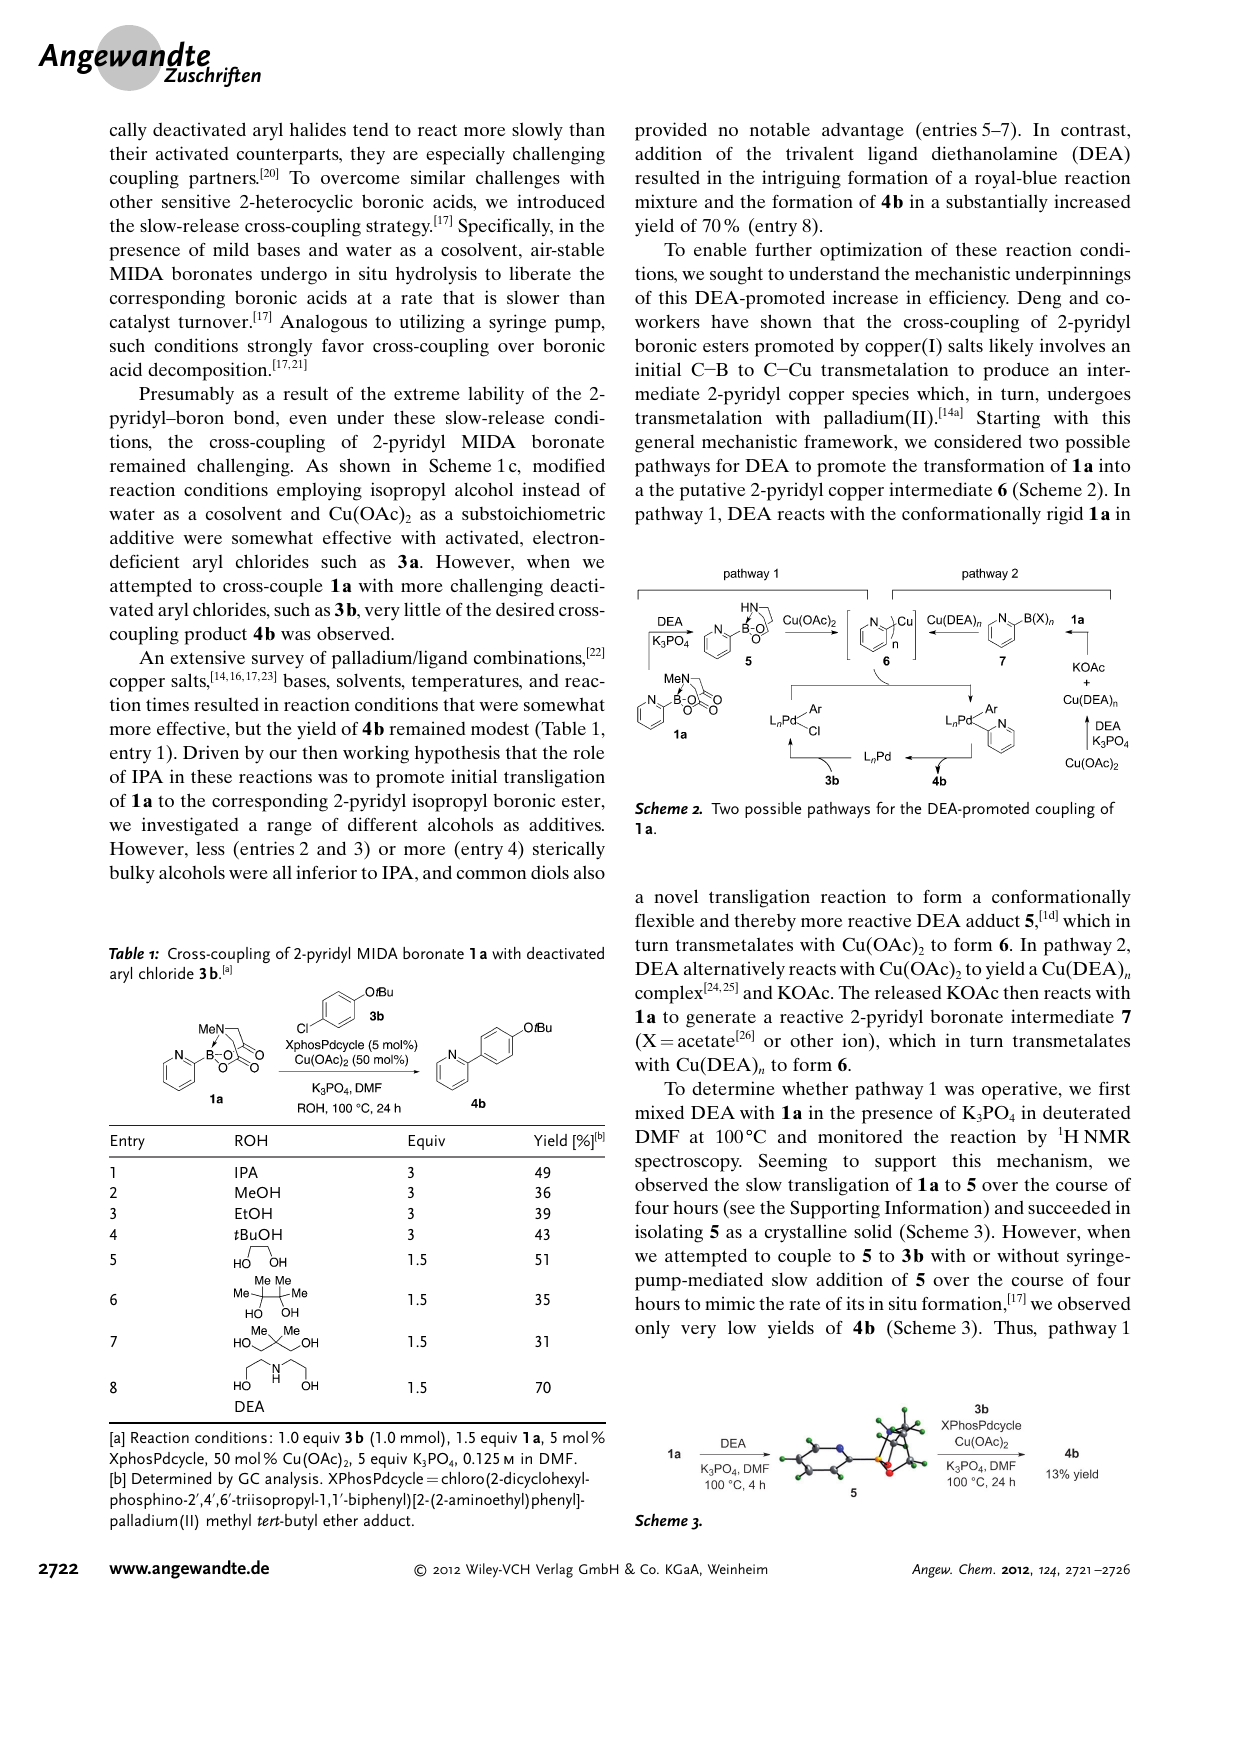 Angewandte
Zuschriften
cally deactivated aryl halides tend to react more slowly than
their activated counterparts, they are especially challenging
coupling partners.[20] To overcome similar challenges with
other sensitive 2-heterocyclic boronic acids, we introduced
the slow-release cross-coupling strategy.[17] Specifically, in the
presence of mild bases and water as a cosolvent, air-stable
MIDA boronates undergo in situ hydrolysis to liberate the
corresponding boronic acids at a rate that is slower than
catalyst turnover.[17] Analogous to utilizing a syringe pump,
such conditions strongly favor cross-coupling over boronic
acid decomposition.[17,21]
Presumably as a result of the extreme lability of the 2-
pyridyl–boron bond, even under these slow-release condi-
tions, the cross-coupling of 2-pyridyl MIDA boronate
remained challenging. As shown in Scheme 1c, modified
reaction conditions employing isopropyl alcohol instead of
water as a cosolvent and Cu(OAc)2 as a substoichiometric
additive were somewhat effective with activated, electron-
deficient aryl chlorides such as 3a. However, when we
attempted to cross-couple 1a with more challenging deacti-
vated aryl chlorides, such as 3b, very little of the desired cross-
coupling product 4b was observed.
An extensive survey of palladium/ligand combinations,[22]
copper salts,[14,16,17,23] bases, solvents, temperatures, and reac-
tion times resulted in reaction conditions that were somewhat
more effective, but the yield of 4b remained modest (Table 1,
entry 1). Driven by our then working hypothesis that the role
of IPA in these reactions was to promote initial transligation
of 1a to the corresponding 2-pyridyl isopropyl boronic ester,
we investigated a range of different alcohols as additives.
However, less (entries 2 and 3) or more (entry 4) sterically
bulky alcohols were all inferior to IPA, and common diols also
Table 1: Cross-coupling of 2-pyridyl MIDA boronate 1a with deactivated
aryl chloride 3b.[a]
OtBu
Cl
3b
MeN
N
B-O
O
O
O
1a
XphosPdcycle (5 mol%)
Cu(OAc)2 (50 mol%)
K3PO4, DMF
ROH, 100 °C, 24 h
OtBu
N
4b
Entry ROH Equiv Yield [%][b]
1 IPA 3 49
2 MeOH 3 36
3 EtOH 3 39
4 tBuOH 3 43
5 HO OH 1.5 51
Me Me
Me Me
6 1.5 35
HO OH
Me Me
7 HO OH 1.5 31
N
H
8 HO OH 1.5 70
DEA
[a] Reaction conditions: 1.0 equiv 3b (1.0 mmol), 1.5 equiv 1a, 5 mol%
XphosPdcycle, 50 mol% Cu(OAc)2, 5 equiv K3PO4, 0.125 M in DMF.
[b] Determined by GC analysis. XPhosPdcycle = chloro(2-dicyclohexyl-
phosphino-2′,4′,6′-triisopropyl-1,1′-biphenyl)[2-(2-aminoethyl)phenyl]-
palladium(II) methyl tert-butyl ether adduct.
provided no notable advantage (entries 5–7). In contrast,
addition of the trivalent ligand diethanolamine (DEA)
resulted in the intriguing formation of a royal-blue reaction
mixture and the formation of 4b in a substantially increased
yield of 70% (entry 8).
To enable further optimization of these reaction condi-
tions, we sought to understand the mechanistic underpinnings
of this DEA-promoted increase in efficiency. Deng and co-
workers have shown that the cross-coupling of 2-pyridyl
boronic esters promoted by copper(I) salts likely involves an
initial C−B to C−Cu transmetalation to produce an inter-
mediate 2-pyridyl copper species which, in turn, undergoes
transmetalation with palladium(II).[14a] Starting with this
general mechanistic framework, we considered two possible
pathways for DEA to promote the transformation of 1a into
a the putative 2-pyridyl copper intermediate 6 (Scheme 2). In
pathway 1, DEA reacts with the conformationally rigid 1a in
pathway 1 pathway 2
DEA
K3PO4
HN
N
B-O
O
5
Cu(OAc)2
N
Cu
n
6
Cu(DEA)n
N
B(X)n
7
1a
KOAc
+
Cu(DEA)n
DEA
K3PO4
Cu(OAc)2
MeN
N
B-O
O
O
O
1a
LnPd
Ar
Cl
LnPd
Ar
N
LnPd
3b
4b
Scheme 2. Two possible pathways for the DEA-promoted coupling of
1a.
a novel transligation reaction to form a conformationally
flexible and thereby more reactive DEA adduct 5,[1d] which in
turn transmetalates with Cu(OAc)2 to form 6. In pathway 2,
DEA alternatively reacts with Cu(OAc)2 to yield a Cu(DEA)n
complex[24,25] and KOAc. The released KOAc then reacts with
1a to generate a reactive 2-pyridyl boronate intermediate 7
(X = acetate[26] or other ion), which in turn transmetalates
with Cu(DEA)n to form 6.
To determine whether pathway 1 was operative, we first
mixed DEA with 1a in the presence of K3PO4 in deuterated
DMF at 100 °C and monitored the reaction by 1H NMR
spectroscopy. Seeming to support this mechanism, we
observed the slow transligation of 1a to 5 over the course of
four hours (see the Supporting Information) and succeeded in
isolating 5 as a crystalline solid (Scheme 3). However, when
we attempted to couple to 5 to 3b with or without syringe-
pump-mediated slow addition of 5 over the course of four
hours to mimic the rate of its in situ formation,[17] we observed
only very low yields of 4b (Scheme 3). Thus, pathway 1
1a
DEA
K3PO4, DMF
100 °C, 4 h
5
3b
XPhosPdcycle
Cu(OAc)2
K3PO4, DMF
100 °C, 24 h
4b
13% yield
Scheme 3.
2722 www.angewandte.de © 2012 Wiley-VCH Verlag GmbH & Co. KGaA, Weinheim Angew. Chem. 2012, 124, 2721–2726